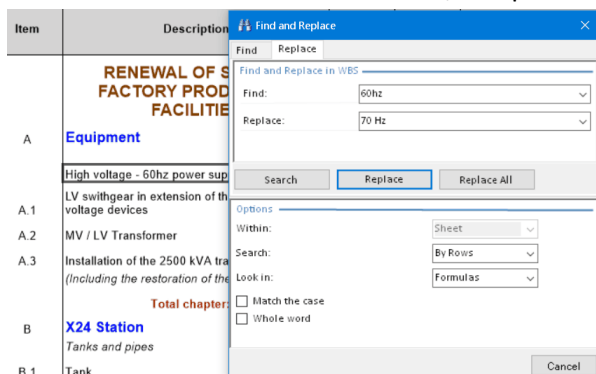 Item Description
RENEWAL OF S
FACTORY PROD
FACILITIE
A Equipment
High voltage - 60hz power sup
LV swithgear in extension of th
A.1 voltage devices
A.2 MV / LV Transformer
A.3 Installation of the 2500 kVA tra
(Including the restoration of the
Total chapter:
B X24 Station
Tanks and pipes
B.1 Tank
Find and Replace
Find Replace
Find and Replace in WBS
Find: 60hz
Replace: 70 Hz
Search Replace Replace All
Options
Within: Sheet
Search: By Rows
Look in: Formulas
Match the case
Whole word
Cancel